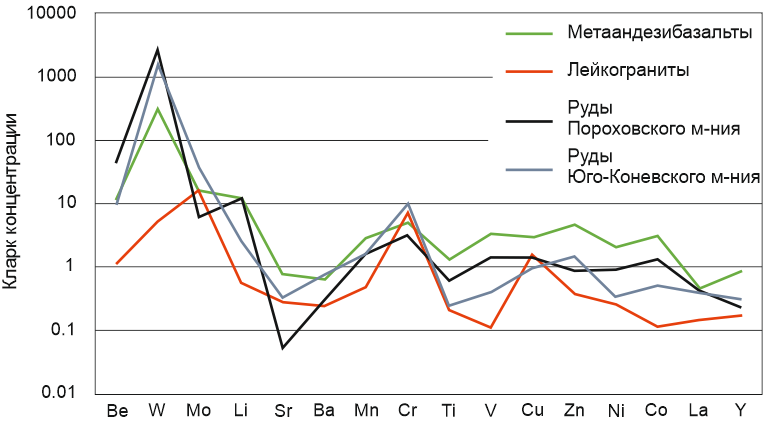 10000
1000
100
10
1
0.1
0.01
Кларк концентрации
Метаандезибазальты
Лейкограниты
Руды
Пороховского м-ния
Руды
Юго-Коневского м-ния
Be W Mo Li Sr Ba Mn Cr Ti V Cu Zn Ni Co La Y